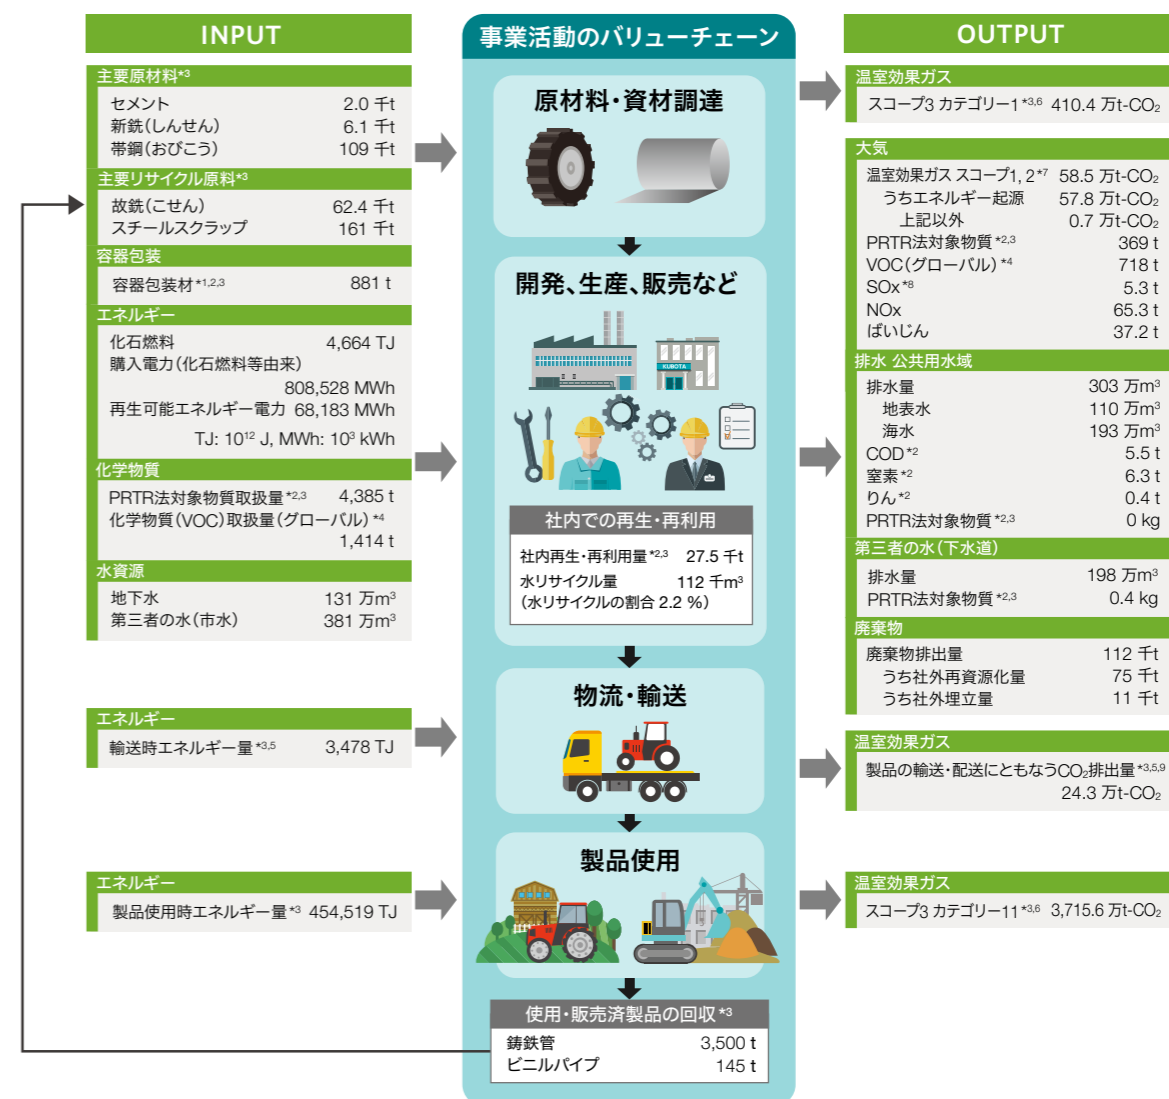 INPUT
主要原材料*3
セメント 2.0 千t
新銑(しんせん) 6.1 千t
帯鋼(おびこう) 109 千t
主要リサイクル原料*3
故銑(こせん) 62.4 千t
スチールスクラップ 161 千t
容器包装
容器包装材*1,2,3 881 t
エネルギー
化石燃料 4,664 TJ
購入電力(化石燃料等由来)
808,528 MWh
再生可能エネルギー電力 68,183 MWh
TJ: 10¹² J, MWh: 10³ kWh
化学物質
PRTR法対象物質取扱量*2,3 4,385 t
化学物質(VOC)取扱量(グローバル)*4
1,414 t
水資源
地下水 131 万m³
第三者の水(市水) 381 万m³
エネルギー
輸送時エネルギー量*3,5 3,478 TJ
エネルギー
製品使用時エネルギー量*3 454,519 TJ
事業活動のバリューチェーン
原材料・資材調達
開発、生産、販売など
KUBOTA
社内での再生・再利用
社内再生・再利用量*2,3 27.5 千t
水リサイクル量 112 千m³
(水リサイクルの割合 2.2 %)
物流・輸送
製品使用
使用・販売済製品の回収*3
鋳鉄管 3,500 t
ビニルパイプ 145 t
OUTPUT
温室効果ガス
スコープ3 カテゴリー1*3,6 410.4 万t-CO₂
大気
温室効果ガス スコープ1, 2*7 58.5 万t-CO₂
うちエネルギー起源 57.8 万t-CO₂
上記以外 0.7 万t-CO₂
PRTR法対象物質*2,3 369 t
VOC(グローバル)*4 718 t
SOx*8 5.3 t
NOx 65.3 t
ばいじん 37.2 t
排水 公共用水域
排水量 303 万m³
地表水 110 万m³
海水 193 万m³
COD*2 5.5 t
窒素*2 6.3 t
りん*2 0.4 t
PRTR法対象物質*2,3 0 kg
第三者の水(下水道)
排水量 198 万m³
PRTR法対象物質*2,3 0.4 kg
廃棄物
廃棄物排出量 112 千t
うち社外再資源化量 75 千t
うち社外埋立量 11 千t
温室効果ガス
製品の輸送・配送にともなうCO₂排出量*3,5,9
24.3 万t-CO₂
温室効果ガス
スコープ3 カテゴリー11*3,6 3,715.6 万t-CO₂